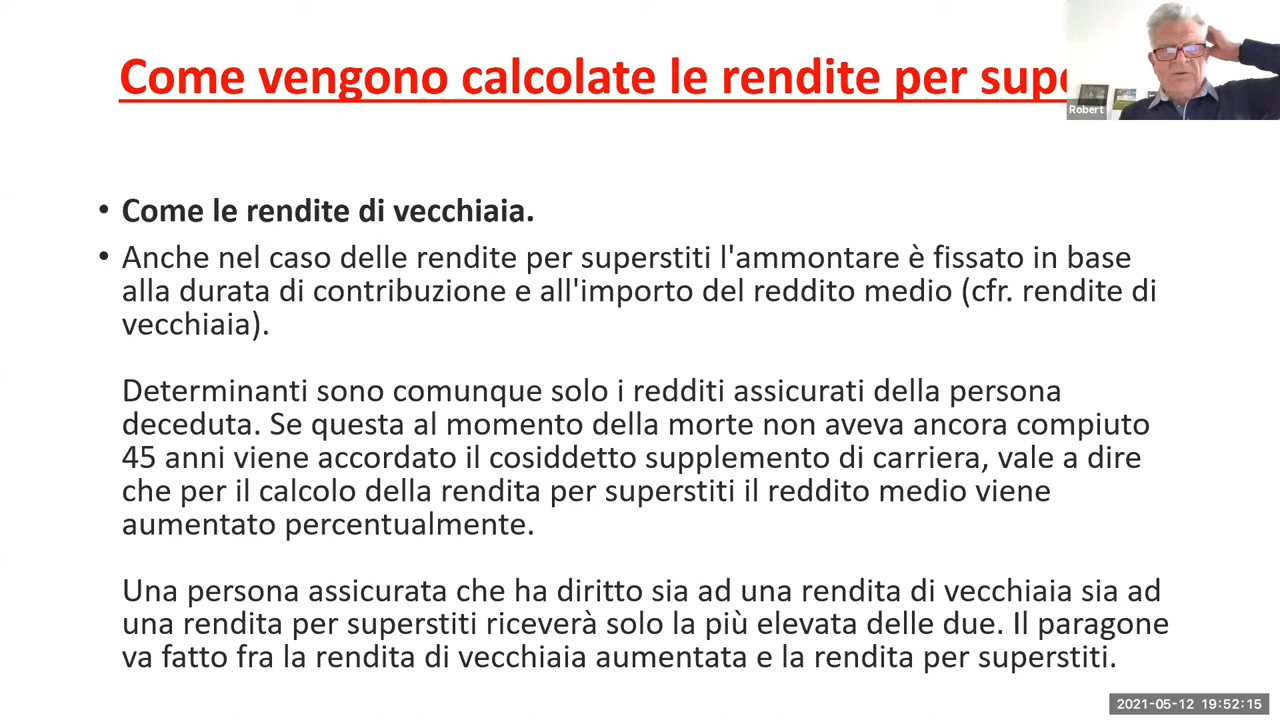 Come vengono calcolate le rendite per
Robert
• Come le rendite di vecchiaia.
• Anche nel caso delle rendite per superstiti l'ammontare è fissato in base
alla durata di contribuzione e all'importo del reddito medio (cfr. rendite di
vecchiaia).
Determinanti sono comunque solo i redditi assicurati della persona
deceduta. Se questa al momento della morte non aveva ancora compiuto
45 anni viene accordato il cosiddetto supplemento di carriera, vale a dire
che per il calcolo della rendita per superstiti il reddito medio viene
aumentato percentualmente.
Una persona assicurata che ha diritto sia ad una rendita di vecchiaia sia ad
una rendita per superstiti riceverà solo la più elevata delle due. Il paragone
va fatto fra la rendita di vecchiaia aumentata e la rendita per superstiti.
2021-05-12 19:52:15